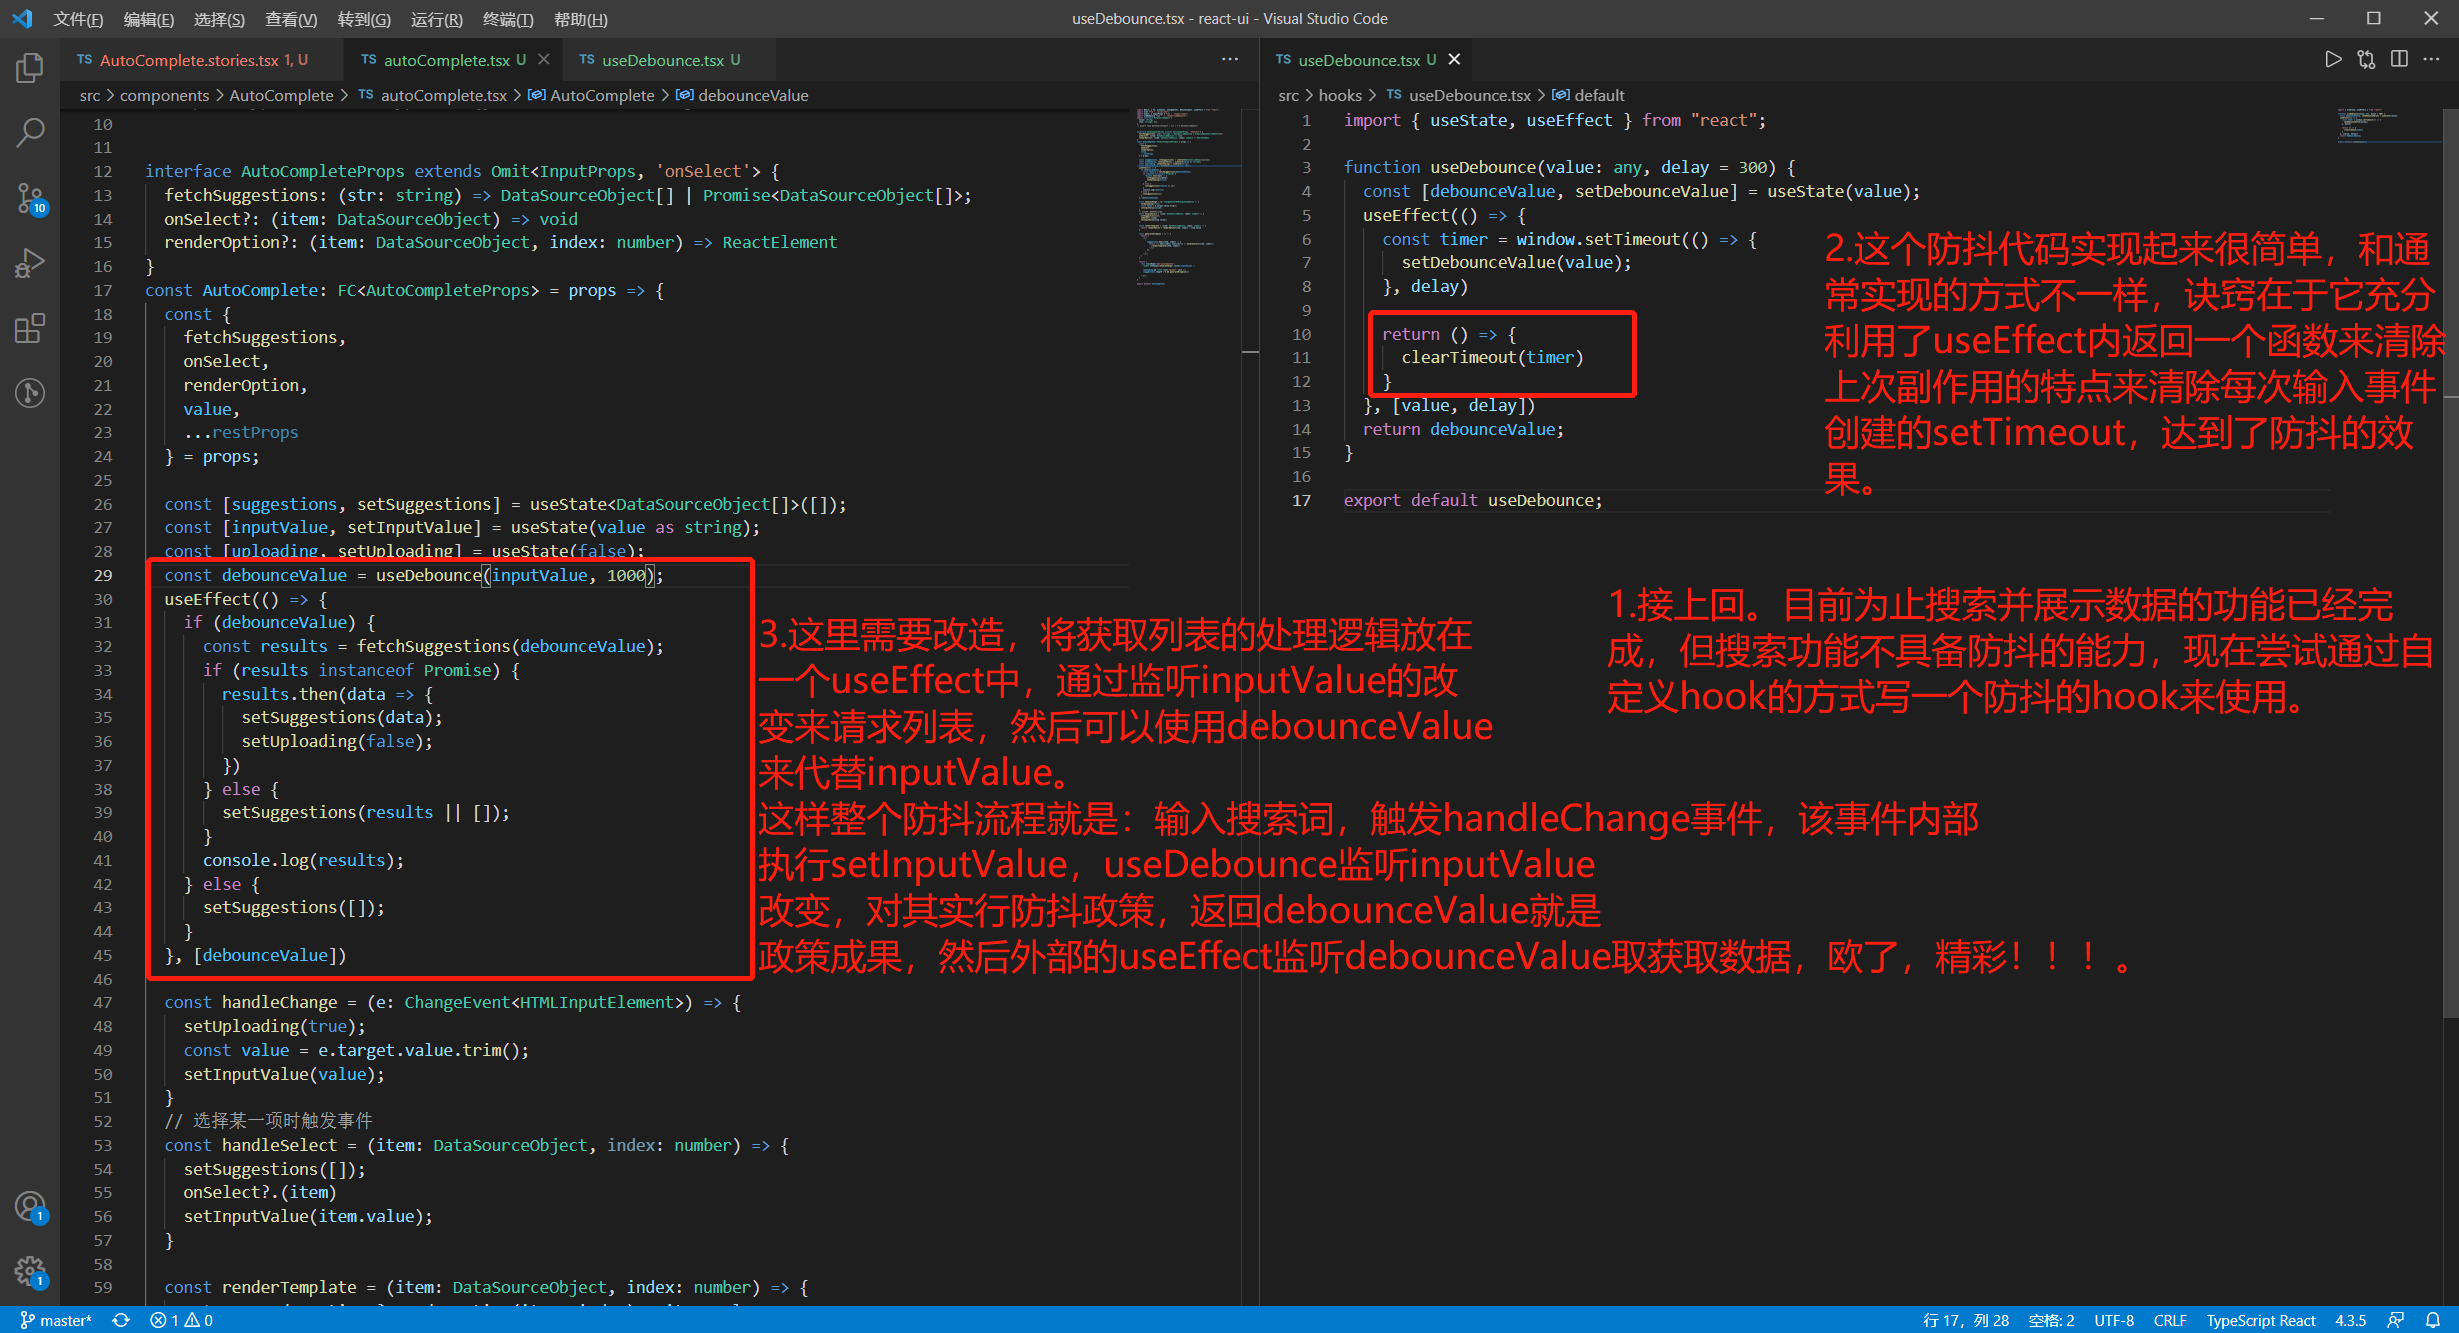 文件(F) 编辑(E) 选择(S) 查看(V) 转到(G) 运行(R) 终端(T) 帮助(H)
useDebounce.tsx - react-ui - Visual Studio Code
TS AutoComplete.stories.tsx 1, U
TS autoComplete.tsx U
TS useDebounce.tsx U
src > components > AutoComplete > TS autoComplete.tsx > AutoComplete > debounceValue
10
11
12 interface AutoCompleteProps extends Omit<InputProps, 'onSelect'> {
13 fetchSuggestions: (str: string) => DataSourceObject[] | Promise<DataSourceObject[]>;
14 onSelect?: (item: DataSourceObject) => void
15 renderOption?: (item: DataSourceObject, index: number) => ReactElement
16 }
17 const AutoComplete: FC<AutoCompleteProps> = props => {
18 const {
19 fetchSuggestions,
20 onSelect,
21 renderOption,
22 value,
23 ...restProps
24 } = props;
25
26 const [suggestions, setSuggestions] = useState<DataSourceObject[]>([]);
27 const [inputValue, setInputValue] = useState(value as string);
28 const [uploading, setUploading] = useState(false);
29 const debounceValue = useDebounce(inputValue, 1000);
30 useEffect(() => {
31 if (debounceValue) {
32 const results = fetchSuggestions(debounceValue);
33 if (results instanceof Promise) {
34 results.then(data => {
35 setSuggestions(data);
36 setUploading(false);
37 })
38 } else {
39 setSuggestions(results || []);
40 }
41 console.log(results);
42 } else {
43 setSuggestions([]);
44 }
45 }, [debounceValue])
46
47 const handleChange = (e: ChangeEvent<HTMLInputElement>) => {
48 setUploading(true);
49 const value = e.target.value.trim();
50 setInputValue(value);
51 }
52 // 选择某一项时触发事件
53 const handleSelect = (item: DataSourceObject, index: number) => {
54 setSuggestions([]);
55 onSelect?.(item)
56 setInputValue(item.value);
57 }
58
59 const renderTemplate = (item: DataSourceObject, index: number) => {
TS useDebounce.tsx U
src > hooks > TS useDebounce.tsx > default
1 import { useState, useEffect } from "react";
2
3 function useDebounce(value: any, delay = 300) {
4 const [debounceValue, setDebounceValue] = useState(value);
5 useEffect(() => {
6 const timer = window.setTimeout(() => {
7 setDebounceValue(value);
8 }, delay)
9
10 return () => {
11 clearTimeout(timer)
12 }
13 }, [value, delay])
14 return debounceValue;
15 }
16
17 export default useDebounce;
2.这个防抖代码实现起来很简单，和通
常实现的方式不一样，诀窍在于它充分
利用了useEffect内返回一个函数来清除
上次副作用的特点来清除每次输入事件
创建的setTimeout，达到了防抖的效
果。
1.接上回。目前为止搜索并展示数据的功能已经完
成，但搜索功能不具备防抖的能力，现在尝试通过自
定义hook的方式写一个防抖的hook来使用。
3.这里需要改造，将获取列表的处理逻辑放在
一个useEffect中，通过监听inputValue的改
变来请求列表，然后可以使用debounceValue
来代替inputValue。
这样整个防抖流程就是：输入搜索词，触发handleChange事件，该事件内部
执行setInputValue，useDebounce监听inputValue
改变，对其实行防抖政策，返回debounceValue就是
政策成果，然后外部的useEffect监听debounceValue取获取数据，欧了，精彩！！！。
10
1
1
master* 1 0
行 17，列 28 空格: 2 UTF-8 CRLF TypeScript React 4.3.5